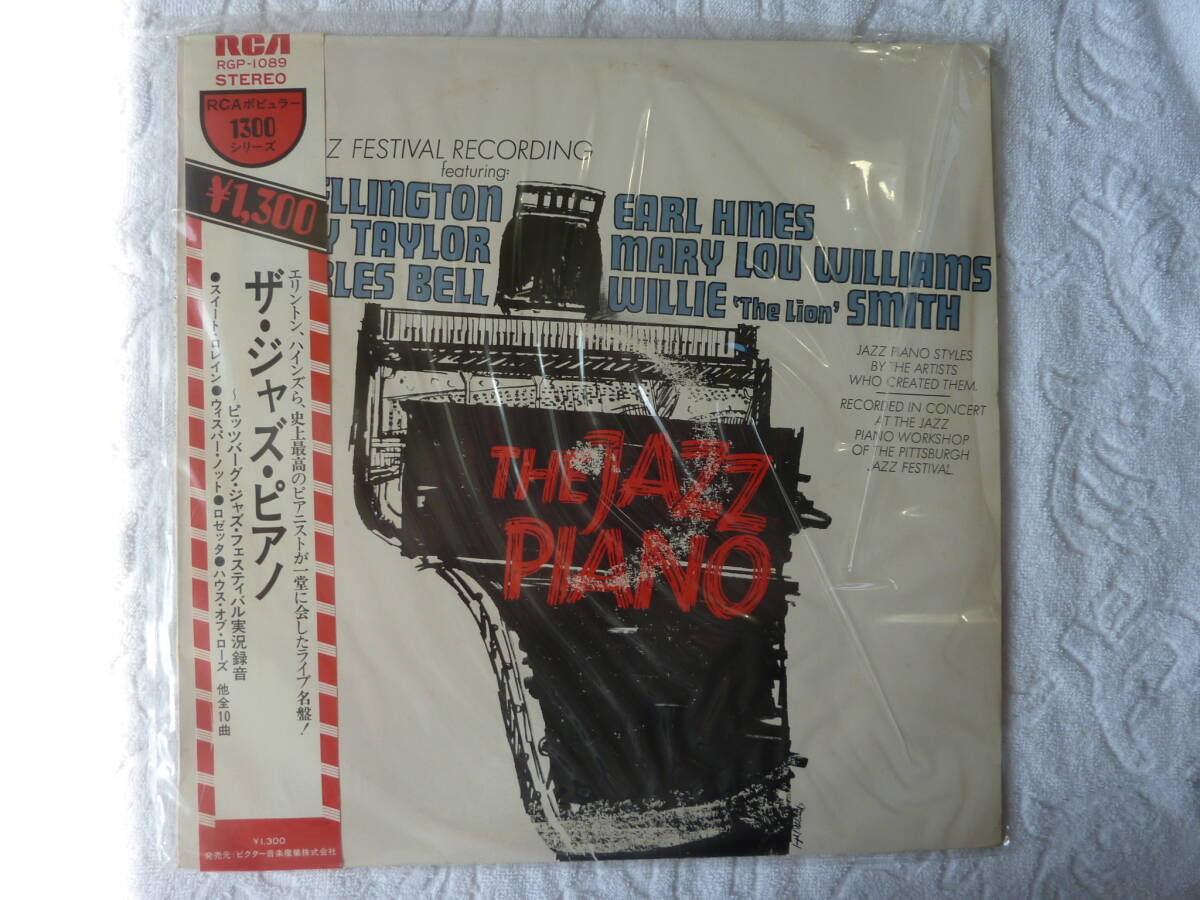 RCA
RGP-1089
STEREO
RCAポピュラー
1300
シリーズ
¥1,300
エリントン、ハインズら、史上最高のピアニストが一堂に会したライブ名盤!
ザ・ジャズ・ピアノ
~ピッツバーグ・ジャズ・フェスティバル実況録音
●スイート・ロレイン●ウィスパー・ノット●ロゼッタ●ハウス・オブ・ローズ 他全10曲
¥1,300
発売元:ビクター音楽産業株式会社
Z FESTIVAL RECORDING
featuring:
ELLINGTON
Y TAYLOR
RLES BELL
EARL HINES
MARY LOU WILLIAMS
WILLIE 'The Lion' SMITH
JAZZ PIANO STYLES
BY THE ARTISTS
WHO CREATED THEM.
RECORDED IN CONCERT
AT THE JAZZ
PIANO WORKSHOP
OF THE PITTSBURGH
JAZZ FESTIVAL.
THE JAZZ
PIANO